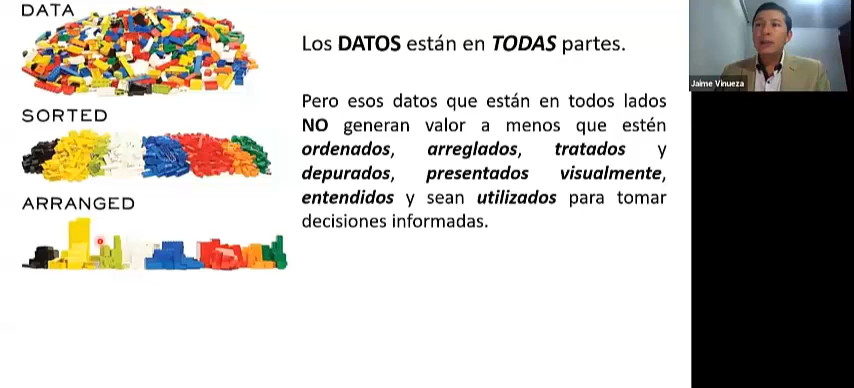 DATA
SORTED
ARRANGED
Los DATOS están en TODAS partes.
Pero esos datos que están en todos lados
NO generan valor a menos que estén
ordenados, arreglados, tratados y
depurados, presentados visualmente,
entendidos y sean utilizados para tomar
decisiones informadas.
Jaime Vinueza